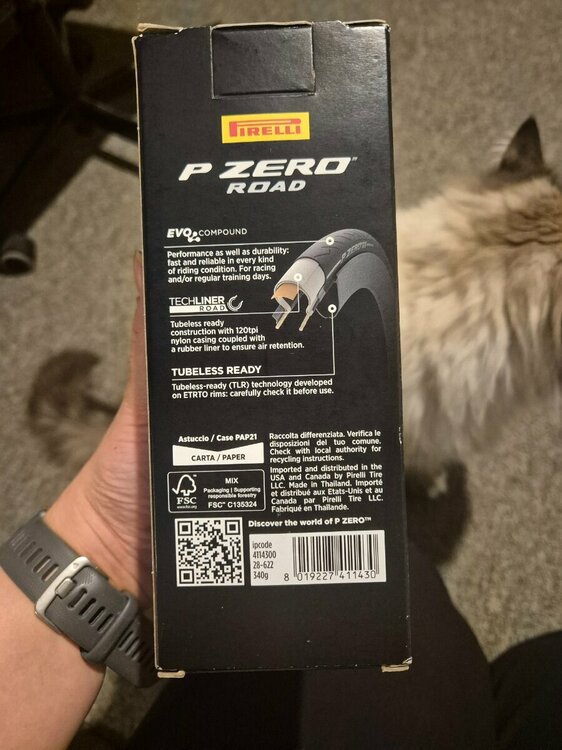 PIRELLI
P ZERO™
ROAD
EVO COMPOUND
Performance as well as durability:
fast and reliable in every kind
of riding condition. For racing
and/or regular training days.
TECHLINER
ROAD
Tubeless ready
construction with 120tpi
nylon casing coupled with
a rubber liner to ensure air retention.
P ZERO
TUBELESS READY
Tubeless-ready (TLR) technology developed
on ETRTO rims: carefully check it before use.
Astuccio / Case PAP21
CARTA / PAPER
Raccolta differenziata. Verifica le
disposizioni del tuo comune.
Check with local authority for
recycling instructions.
Imported and distributed in the
USA and Canada by Pirelli Tire
LLC. Made in Thailand. Importé
et distribué aux Etats-Unis et au
Canada par Pirelli Tire LLC.
Fabriqué en Thaïlande.
FSC
www.fsc.org
MIX
Packaging | Supporting
responsible forestry
FSC® C135324
Discover the world of P ZERO™
ipcode
4114300
28-622
340g
8 019227 411430